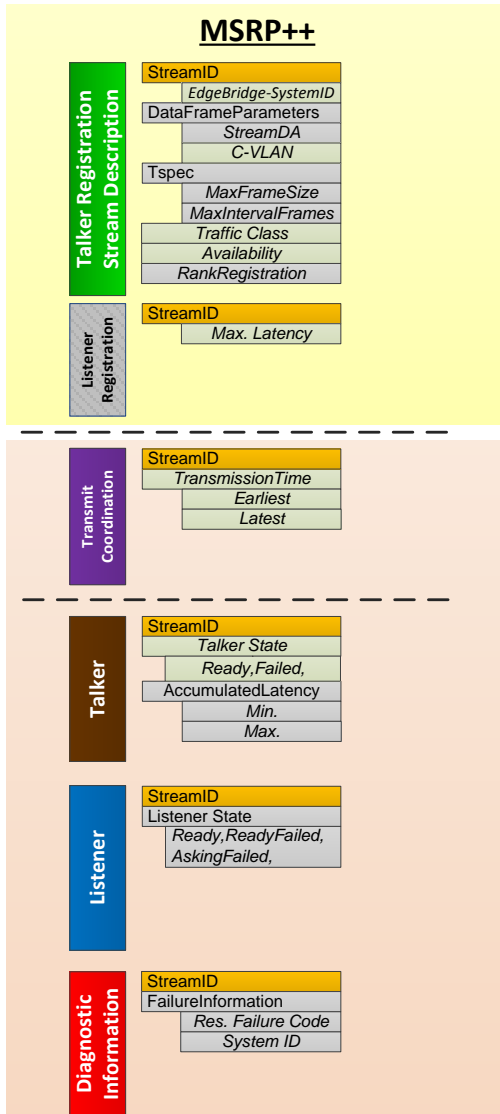 MSRP++
Talker Registration
Stream Description
StreamID
EdgeBridge-SystemID
DataFrameParameters
StreamDA
C-VLAN
Tspec
MaxFrameSize
MaxIntervalFrames
Traffic Class
Availability
RankRegistration
Listener
Registration
StreamID
Max. Latency
Transmit
Coordination
StreamID
TransmissionTime
Earliest
Latest
Talker
StreamID
Talker State
Ready,Failed,
AccumulatedLatency
Min.
Max.
Listener
StreamID
Listener State
Ready,ReadyFailed,
AskingFailed,
Diagnostic
Information
StreamID
FailureInformation
Res. Failure Code
System ID